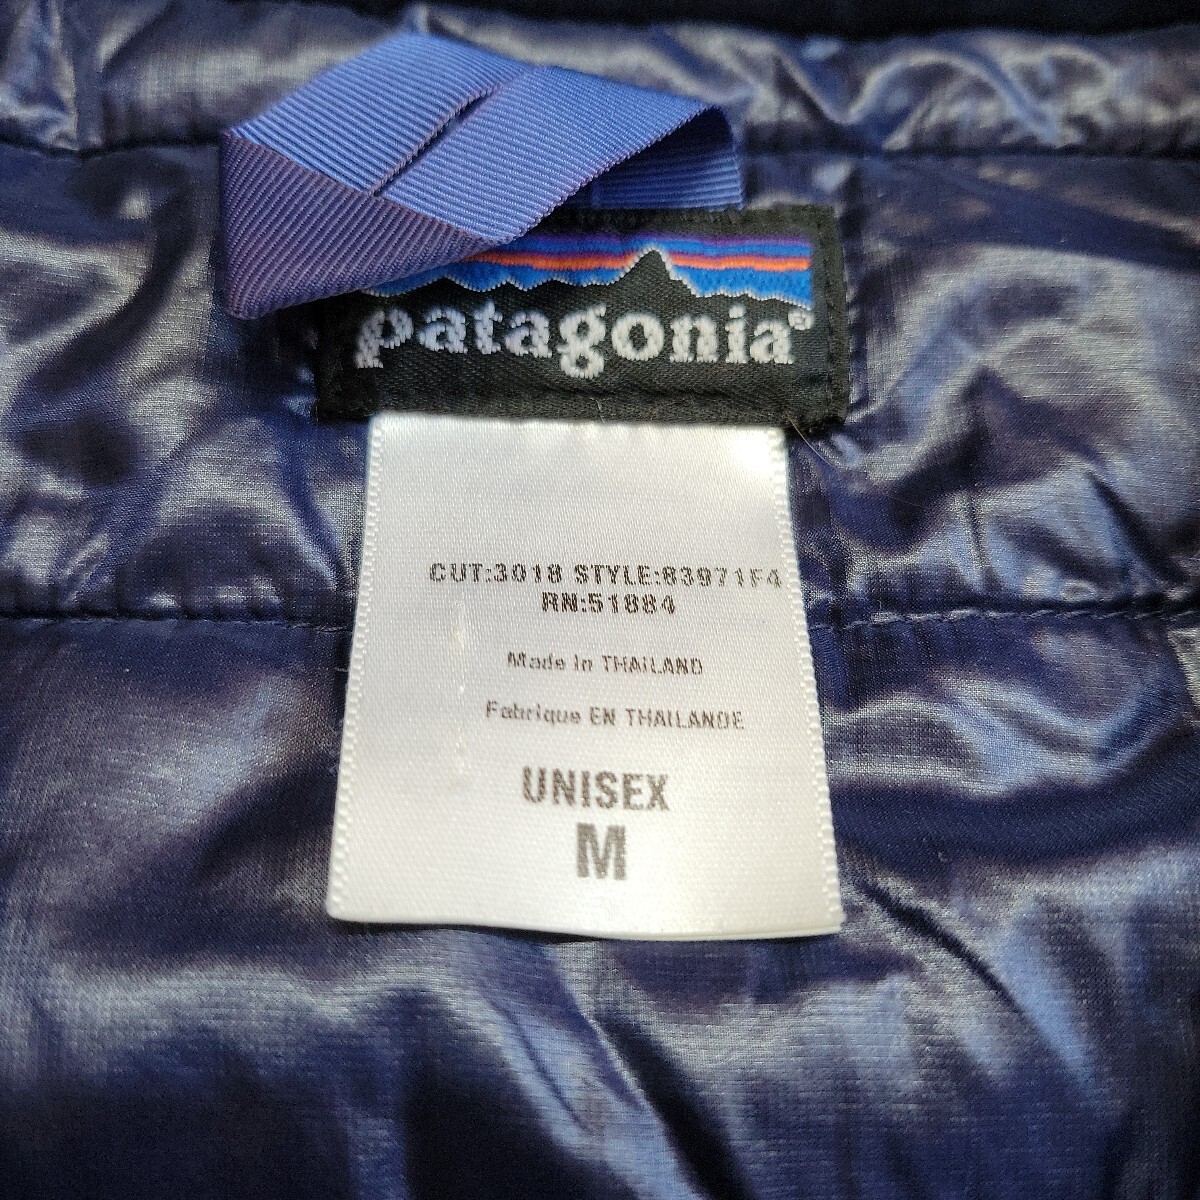 patagonia®
CUT:3018 STYLE:83971F4
RN:51884
Made in THAILAND
Fabrique EN THAILANDE
UNISEX
M